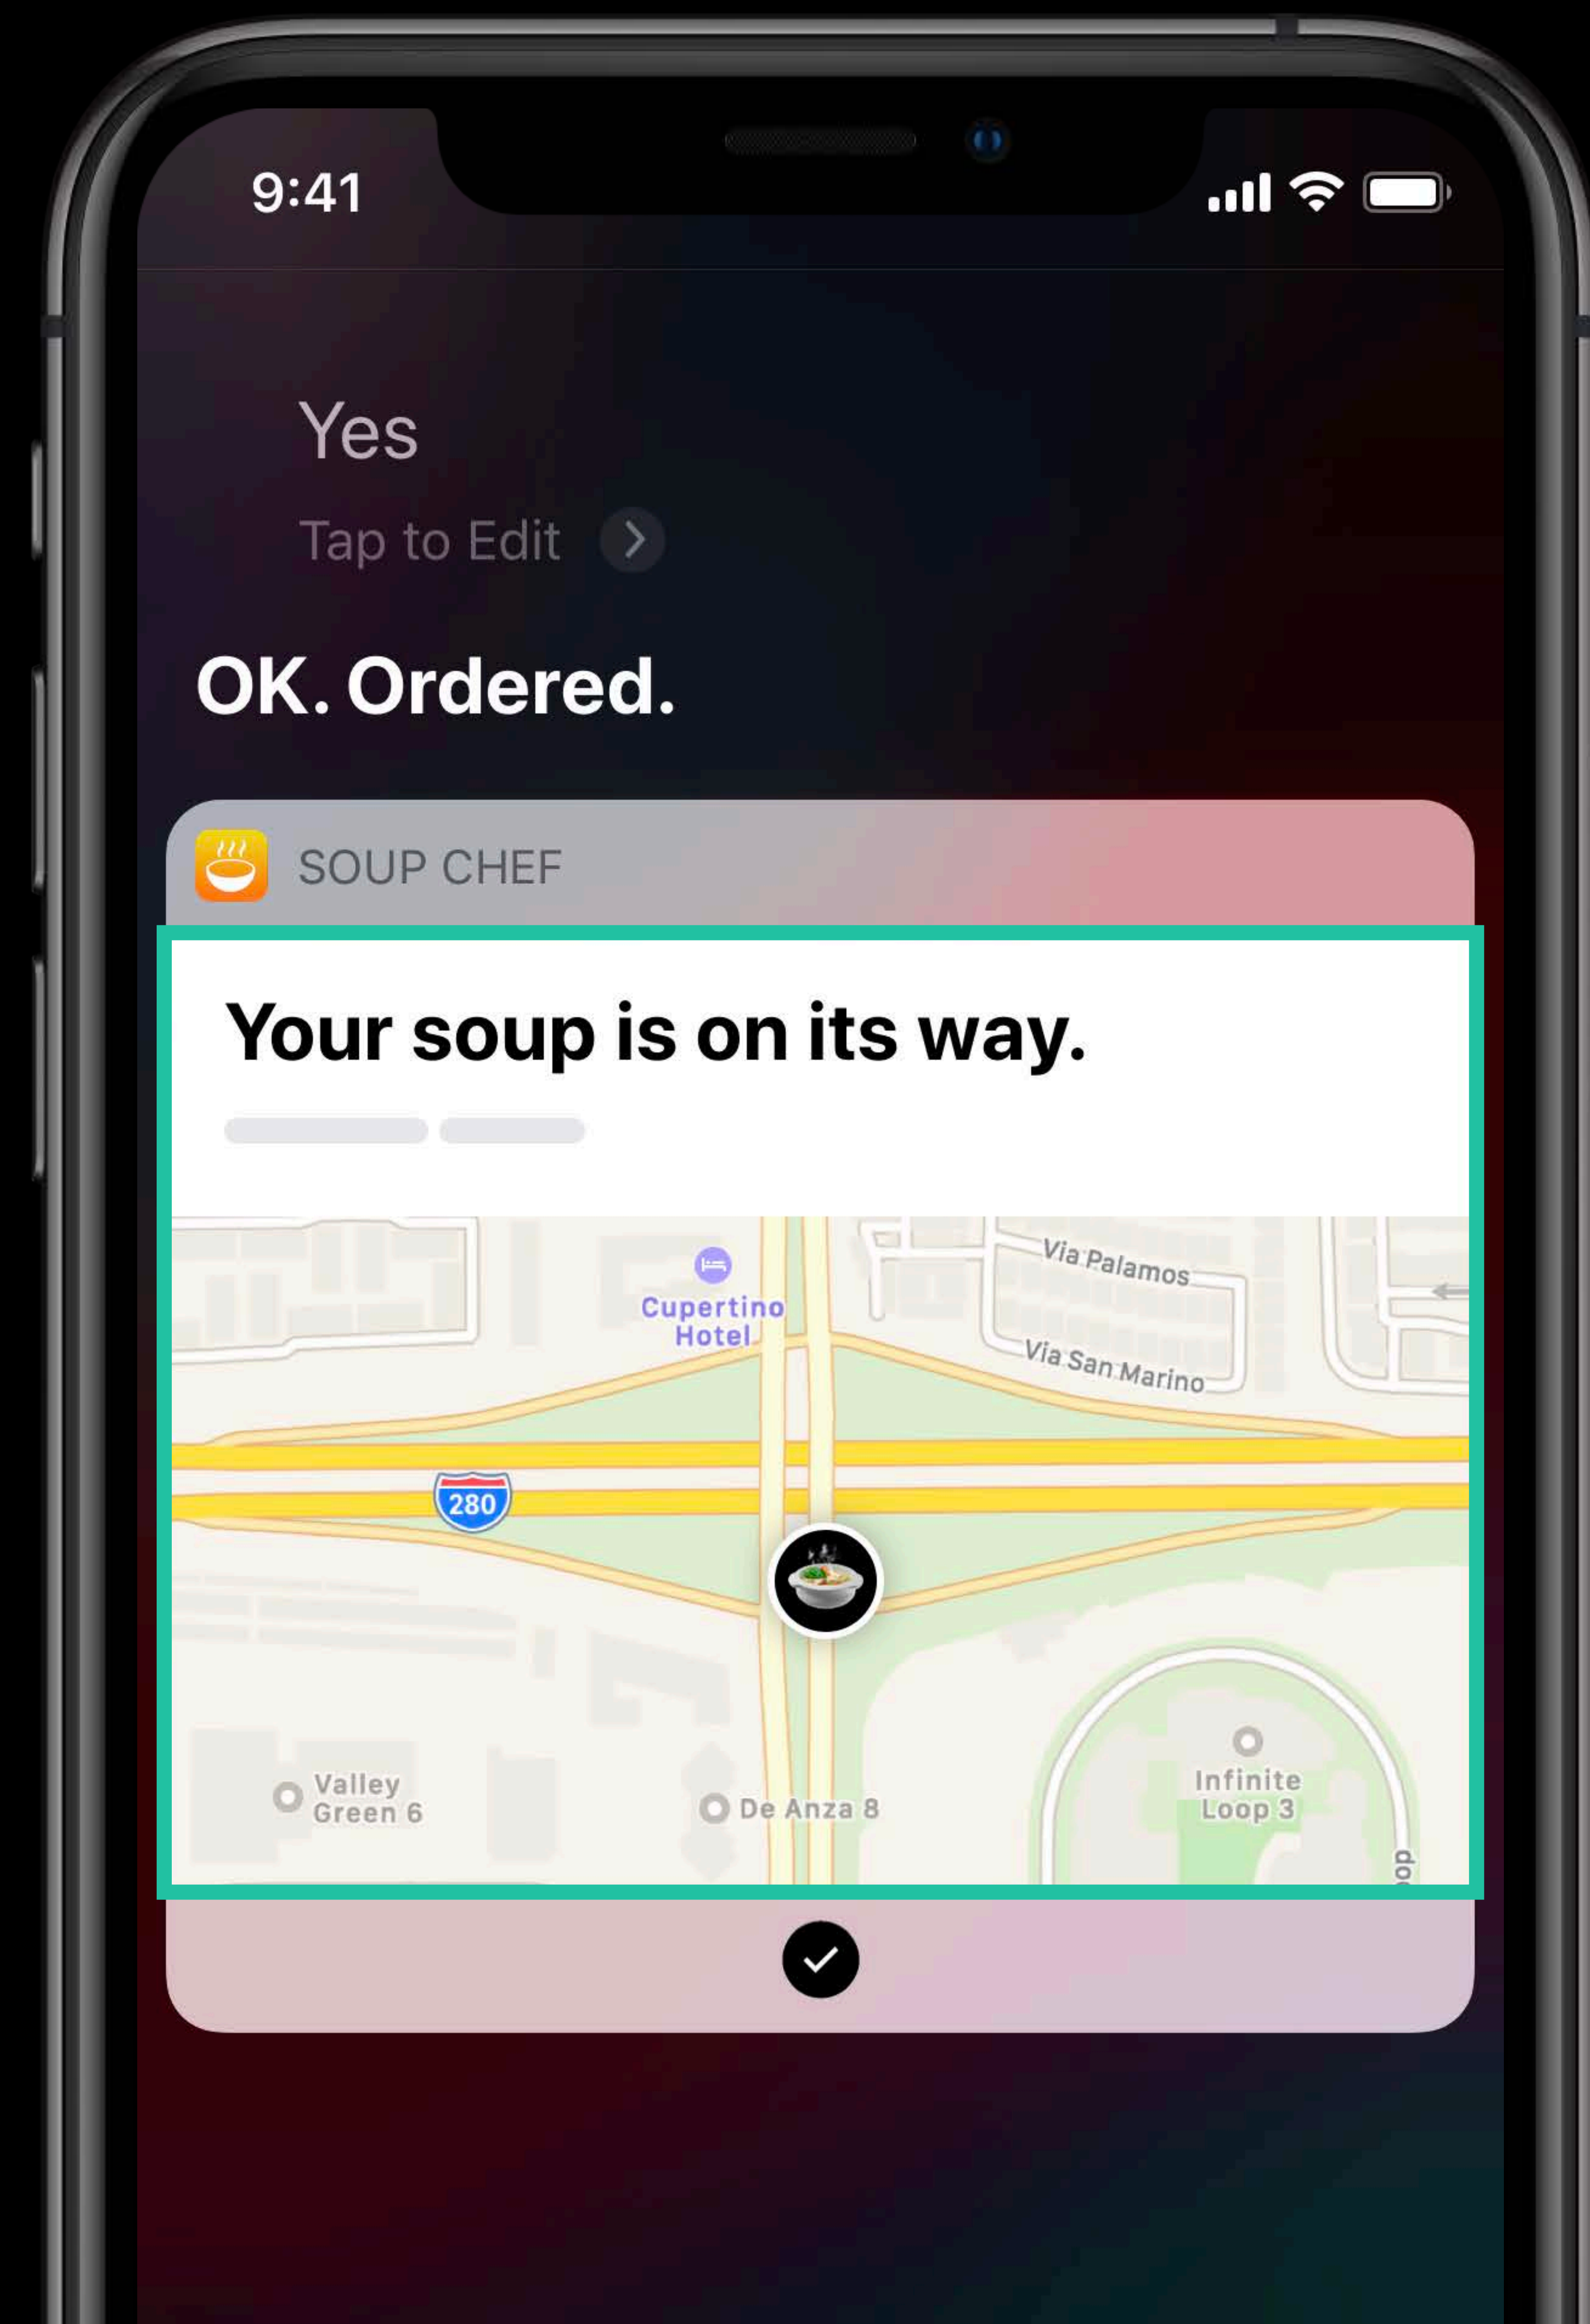 9:41
Yes
Tap to Edit
OK. Ordered.
SOUP CHEF
Your soup is on its way.
Cupertino
Hotel
Via Palamos
Via San Marino
280
Valley
Green 6
De Anza 8
Infinite
Loop 3